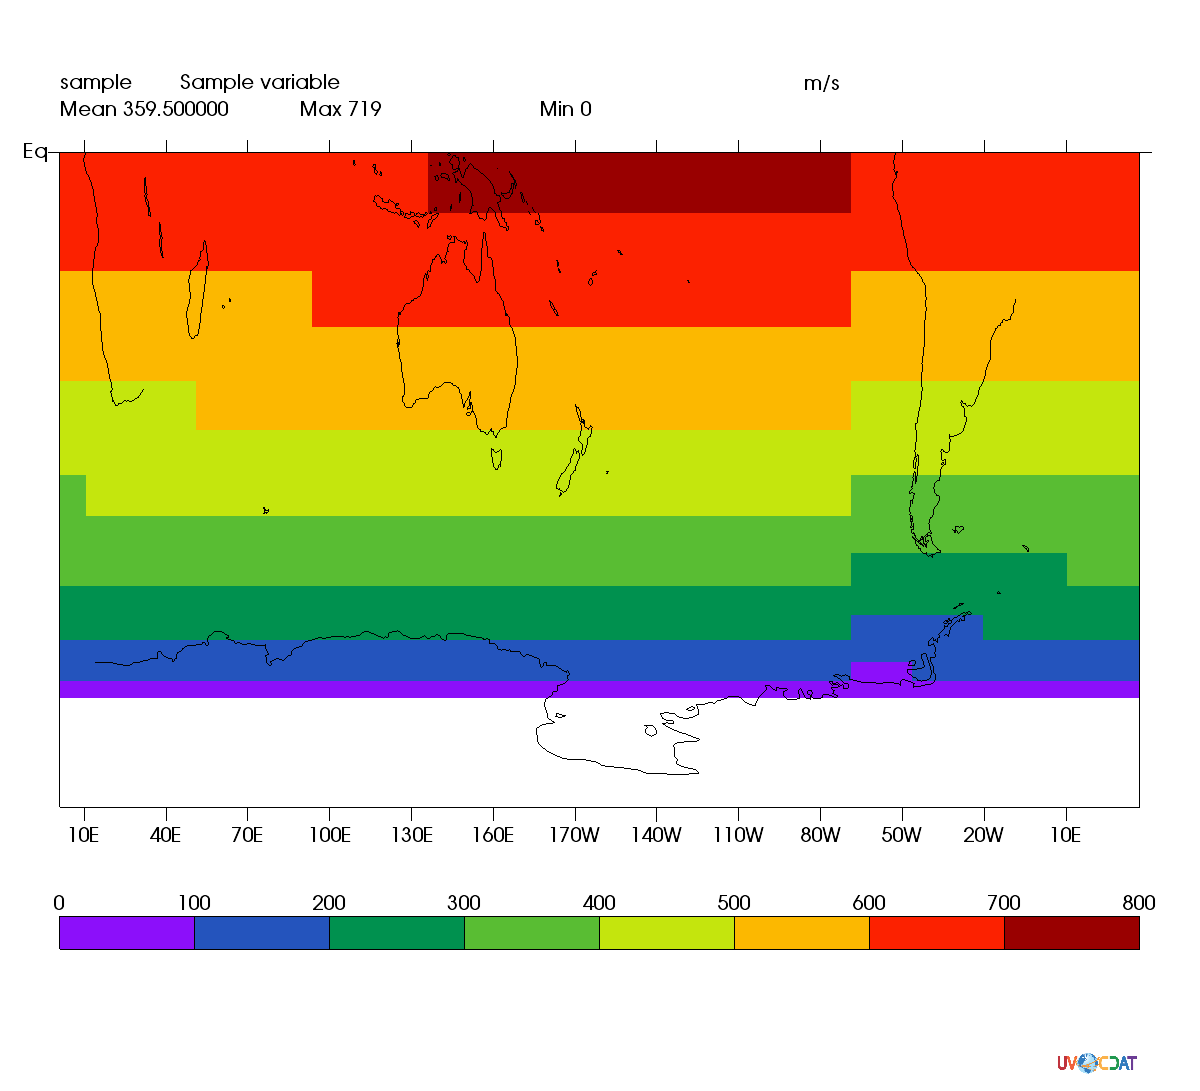 sample Sample variable m/s
Mean 359.500000 Max 719 Min 0
Eq
10E 40E 70E 100E 130E 160E 170W 140W 110W 80W 50W 20W 10E
0 100 200 300 400 500 600 700 800
UV CDAT